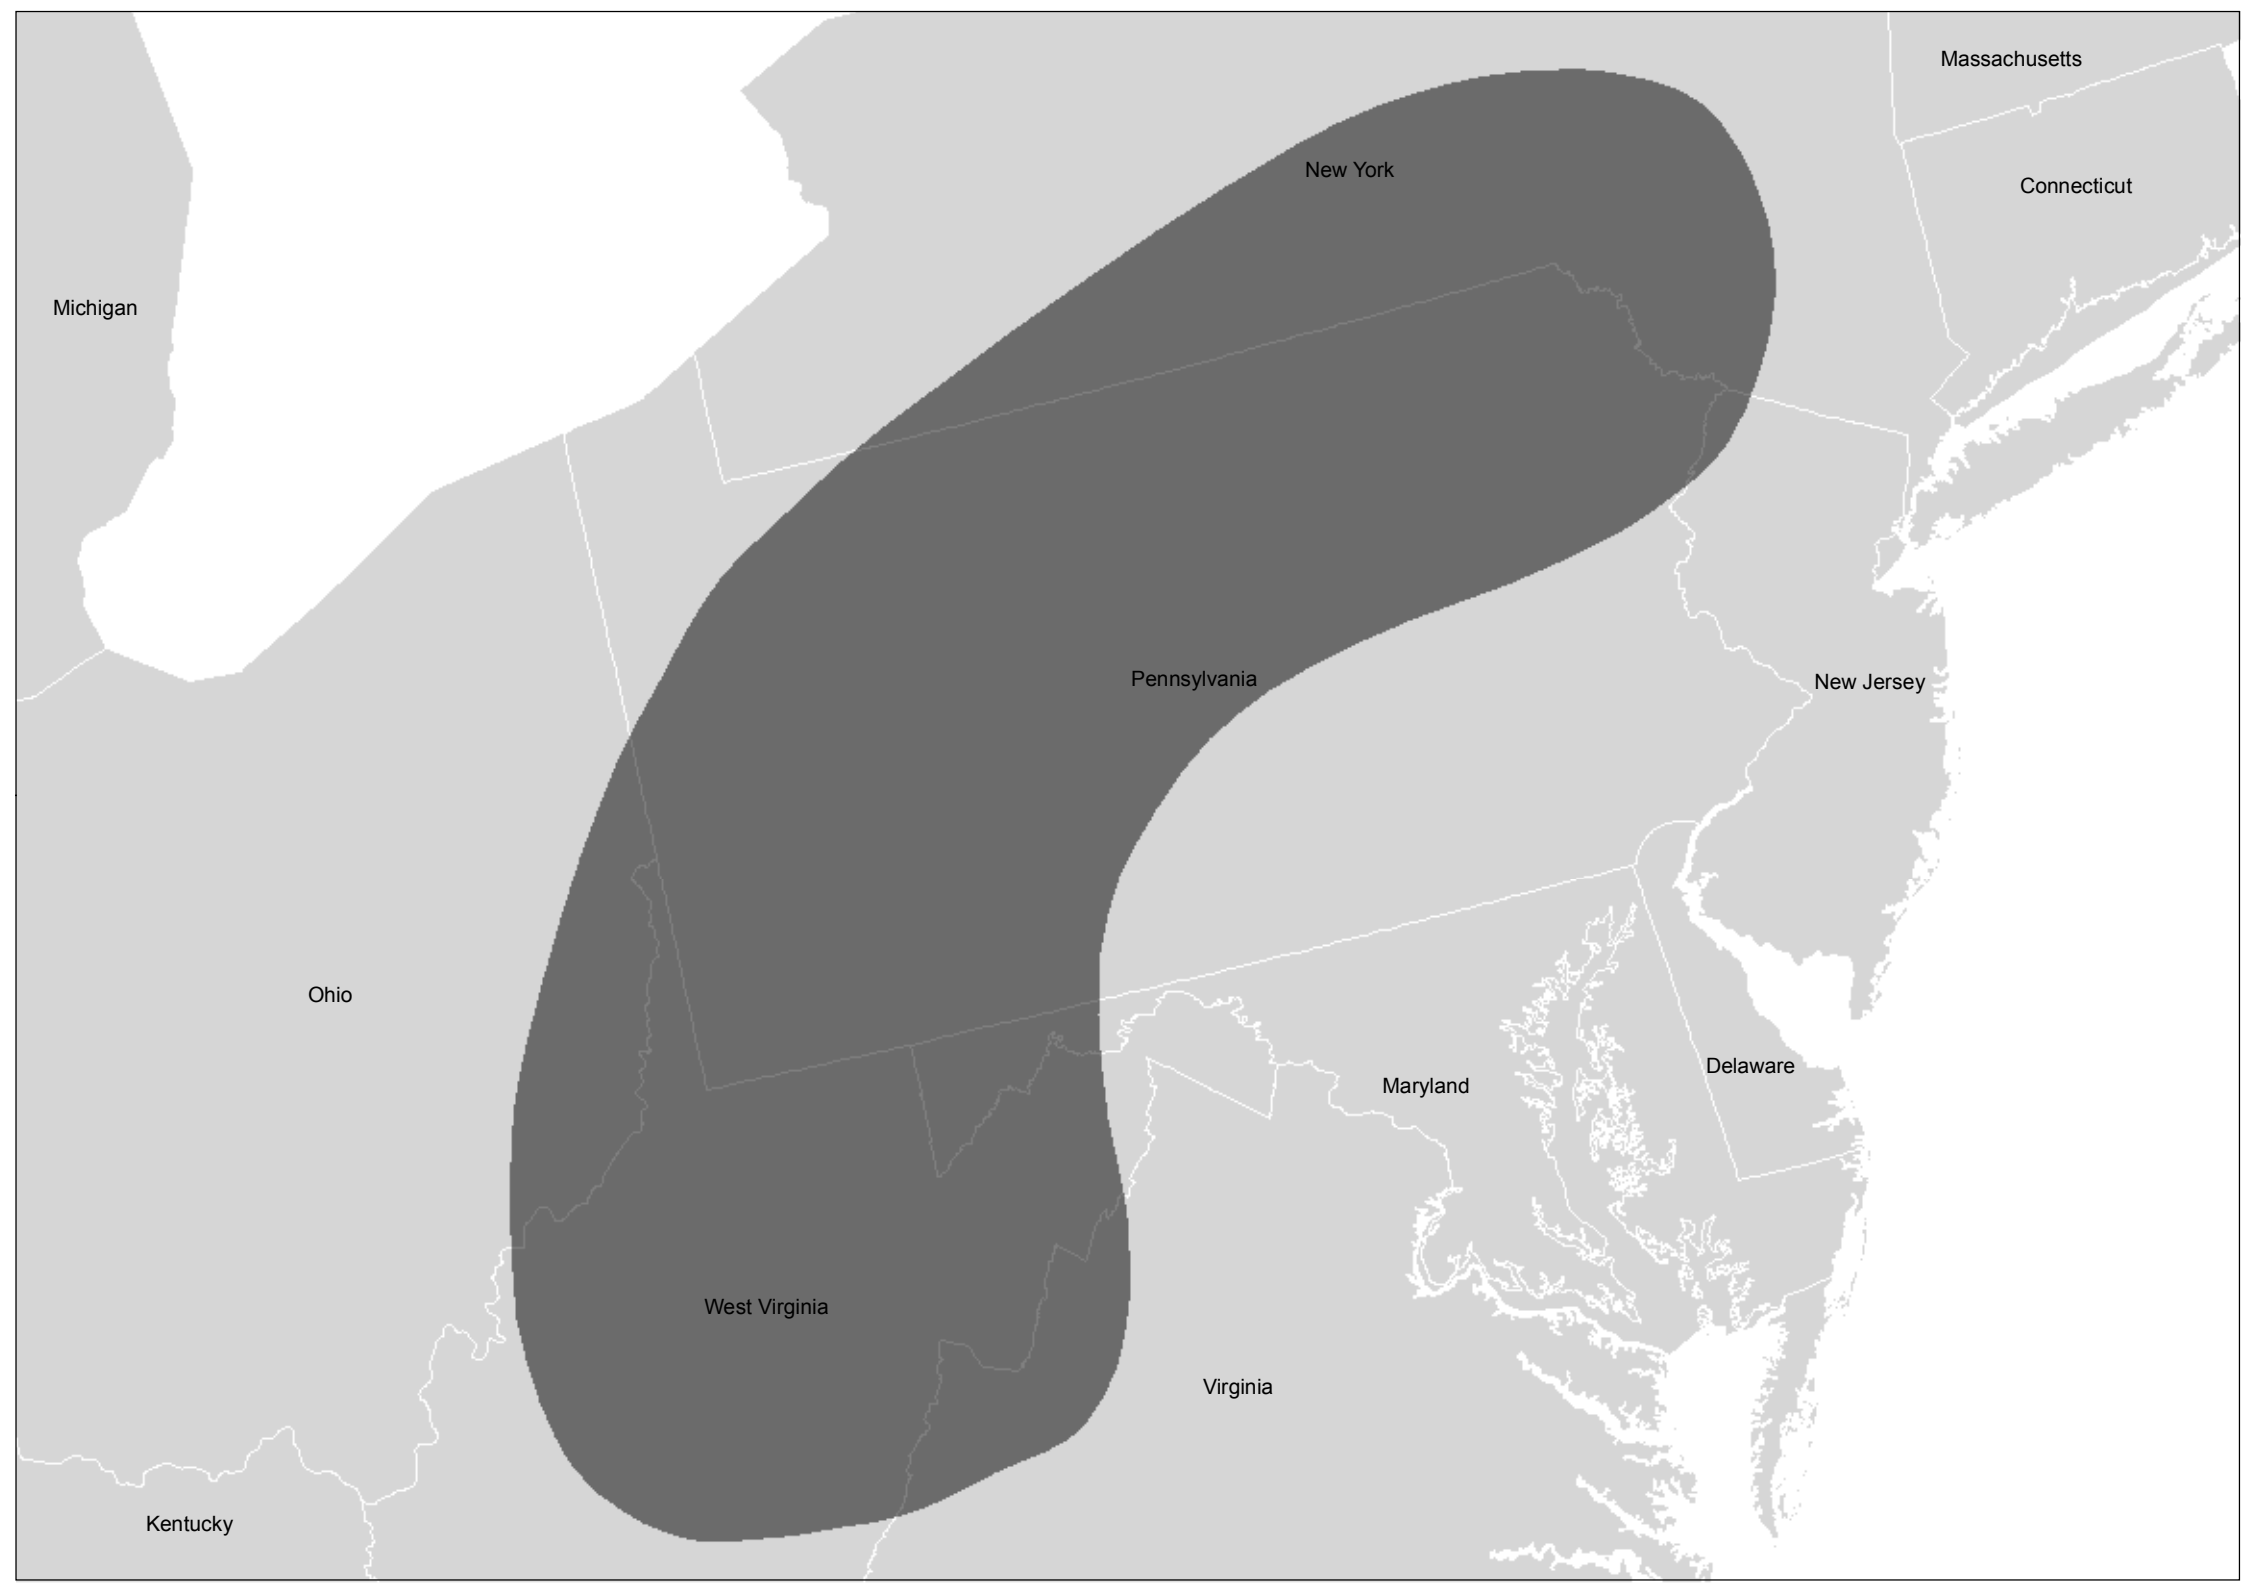 Massachusetts
New York
Connecticut
Michigan
Pennsylvania
New Jersey
Ohio
Delaware
Maryland
West Virginia
Virginia
Kentucky